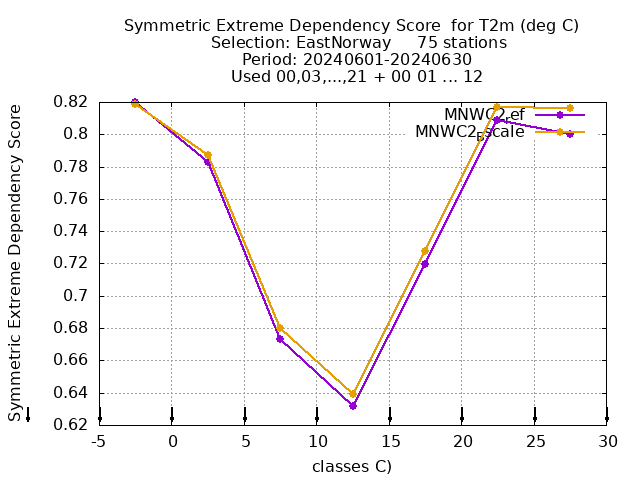 Symmetric Extreme Dependency Score for T2m (deg C)
Selection: EastNorway 75 stations
Period: 20240601-20240630
Used 00,03,...,21 + 00 01 ... 12
Symmetric Extreme Dependency Score
0.82
0.8
0.78
0.76
0.74
0.72
0.7
0.68
0.66
0.64
0.62
MNWC2_ref
MNWC2_Escale
-5
0
5
10
15
20
25
30
classes C)